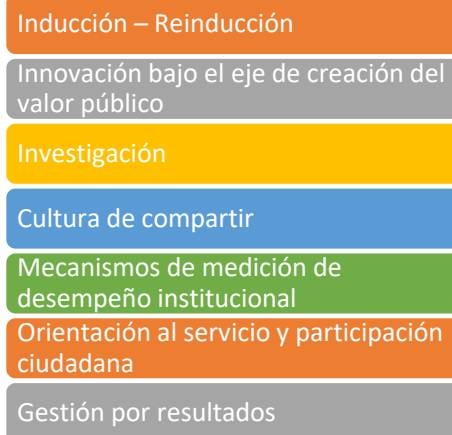 Inducción – Reinducción
Innovación bajo el eje de creación del
valor público
Investigación
Cultura de compartir
Mecanismos de medición de
desempeño institucional
Orientación al servicio y participación
ciudadana
Gestión por resultados